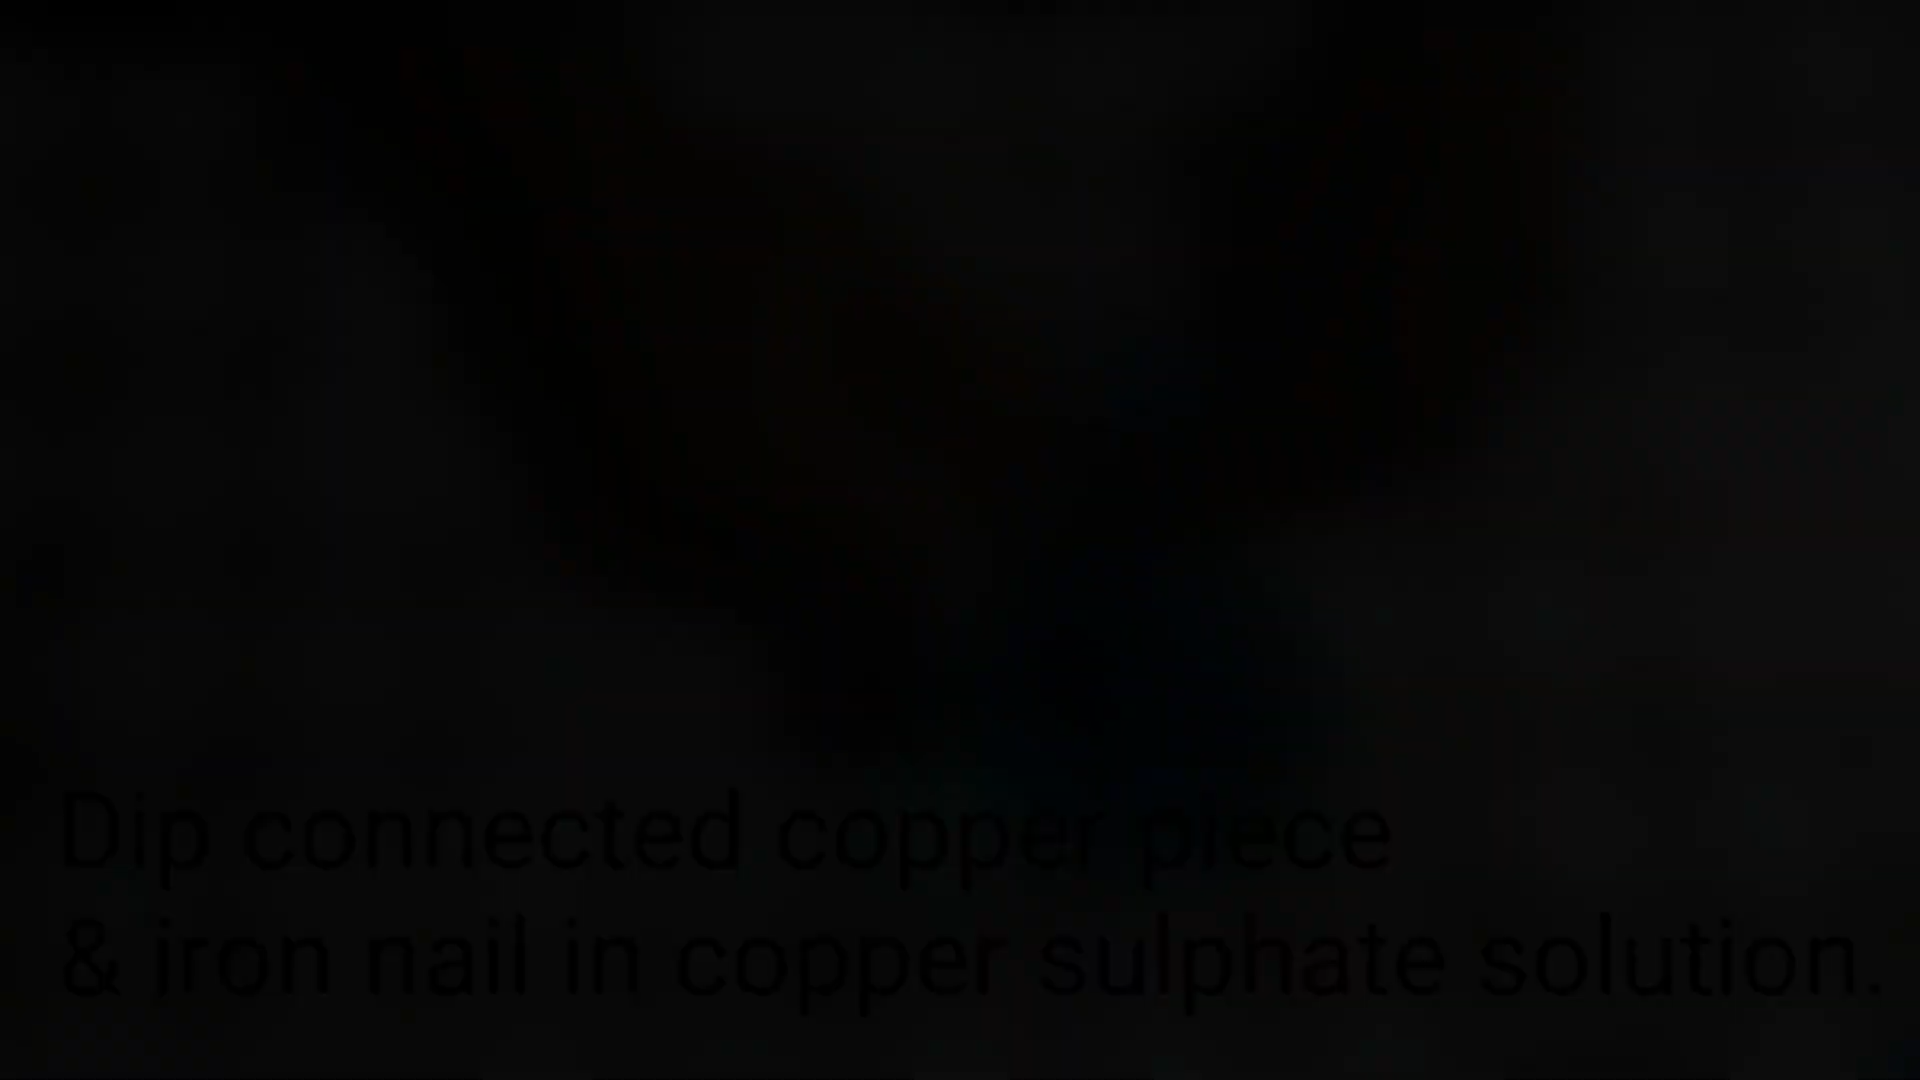 Dip connected copper piece
& iron nail in copper sulphate solution.